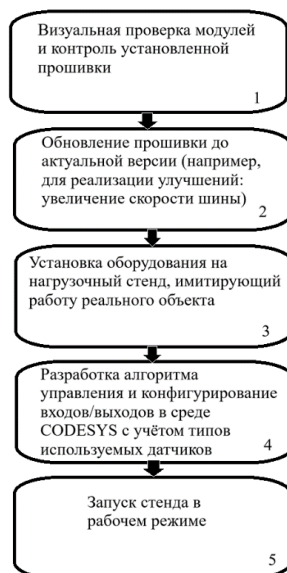 Визуальная проверка модулей
и контроль установленной
прошивки
1
Обновление прошивки до
актуальной версии (например,
для реализации улучшений:
увеличение скорости шины)
2
Установка оборудования на
нагрузочный стенд, имитирующий
работу реального объекта
3
Разработка алгоритма
управления и конфигурирование
входов/выходов в среде
CODESYS с учётом типов
используемых датчиков
4
Запуск стенда в
рабочем режиме
5